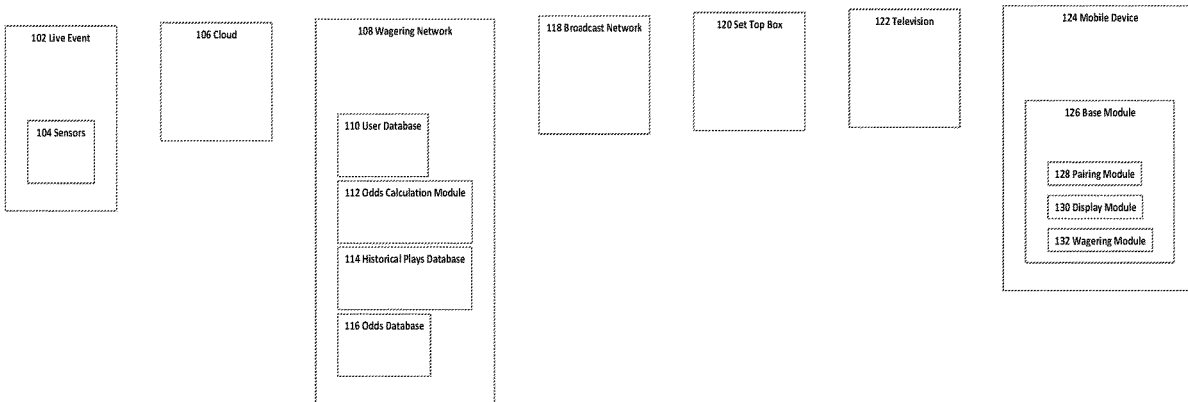 102 Live Event
104 Sensors
106 Cloud
108 Wagering Network
110 User Database
112 Odds Calculation Module
114 Historical Plays Database
116 Odds Database
118 Broadcast Network
120 Set Top Box
122 Television
124 Mobile Device
126 Base Module
128 Pairing Module
130 Display Module
132 Wagering Module